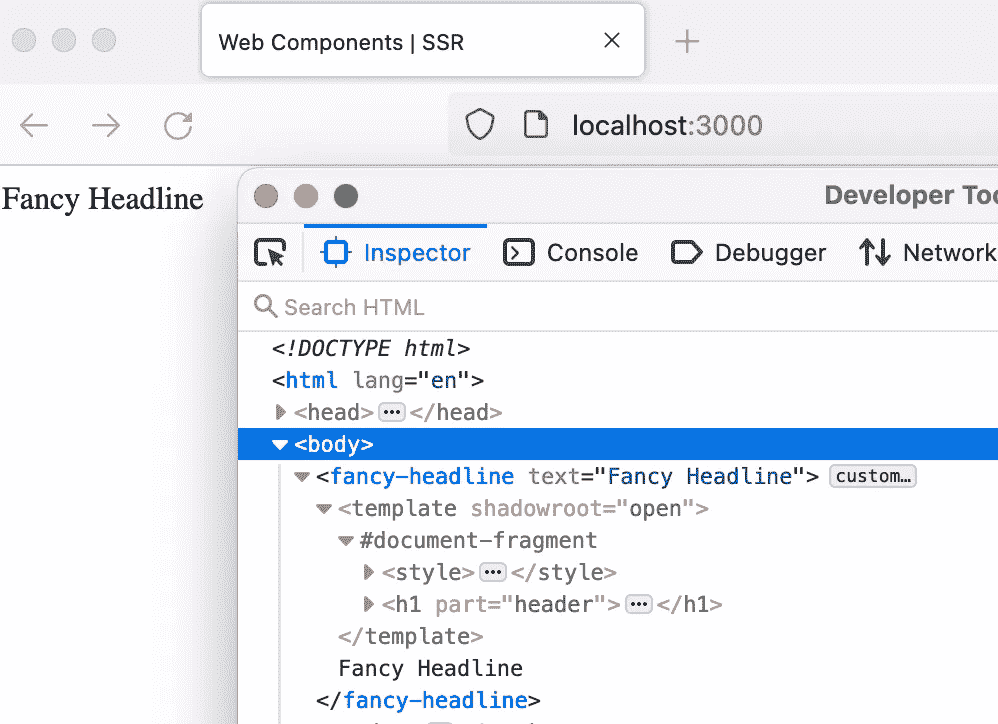 Web Components | SSR
localhost:3000
Fancy Headline
Developer Too
Inspector Console Debugger Network
Search HTML
<!DOCTYPE html>
<html lang="en">
<head> ••• </head>
<body>
<fancy-headline text="Fancy Headline"> custom…
<template shadowroot="open">
#document-fragment
<style> ••• </style>
<h1 part="header"> ••• </h1>
</template>
Fancy Headline
</fancy-headline>